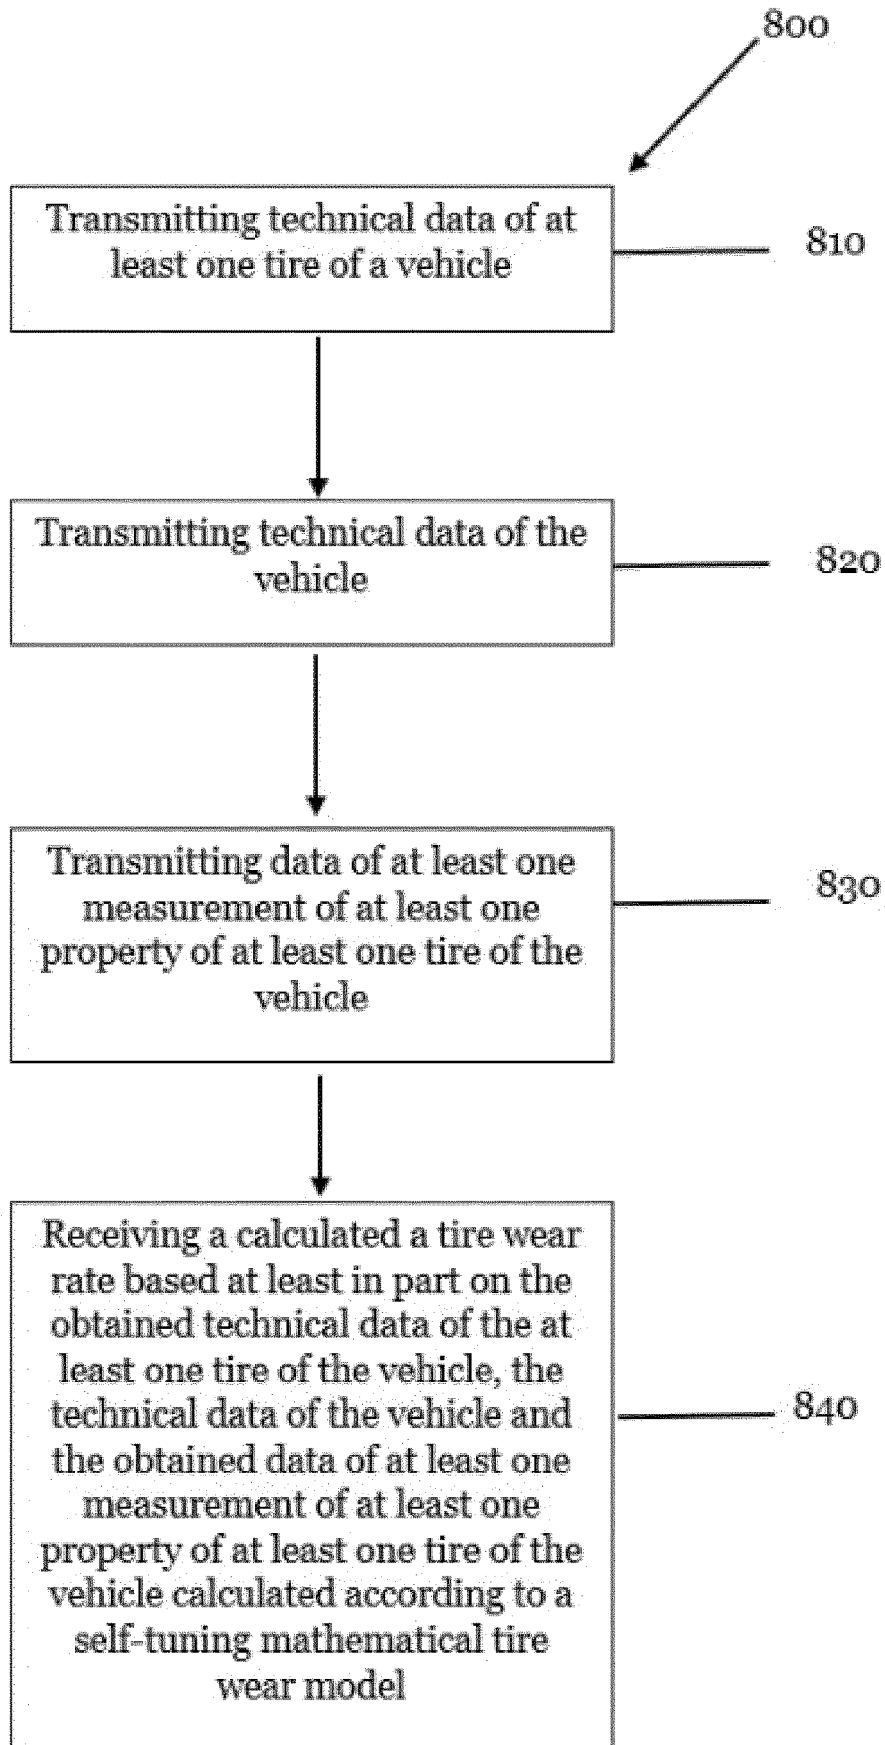 800
Transmitting technical data of at
least one tire of a vehicle
810
Transmitting technical data of the
vehicle
820
Transmitting data of at least one
measurement of at least one
property of at least one tire of the
vehicle
830
Receiving a calculated a tire wear
rate based at least in part on the
obtained technical data of the at
least one tire of the vehicle, the
technical data of the vehicle and
the obtained data of at least one
measurement of at least one
property of at least one tire of the
vehicle calculated according to a
self-tuning mathematical tire
wear model
840